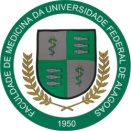 FACULDADE DE MEDICINA DA UNIVERSIDADE FEDERAL DE ALAGOAS
1950